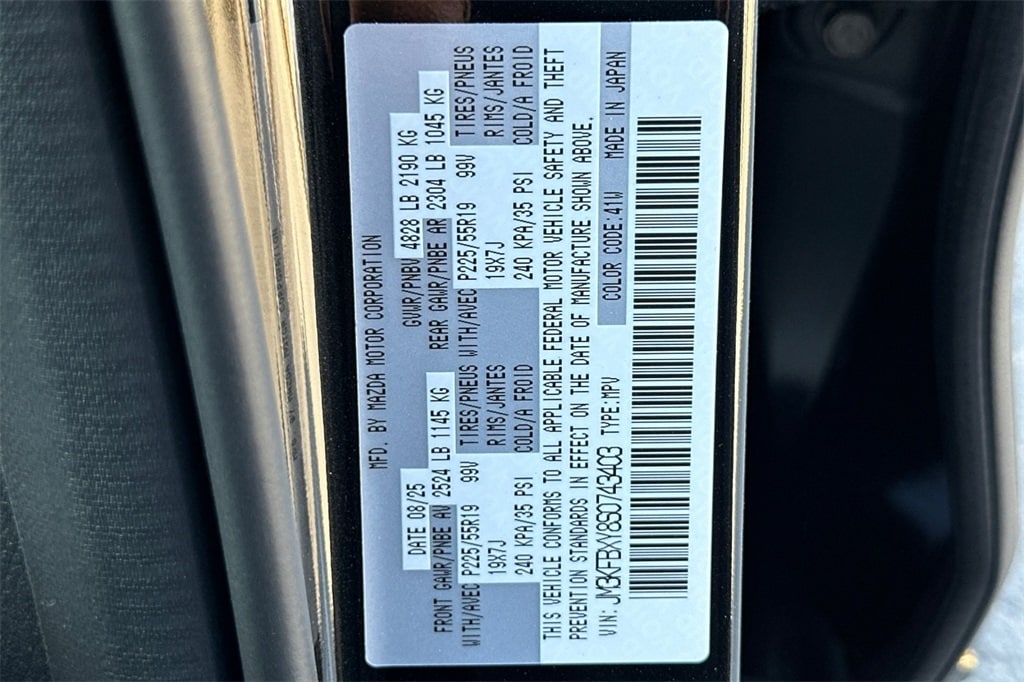 MFD. BY MAZDA MOTOR CORPORATION
DATE 08/25 GVWR/PNBV 4828 LB 2190 KG
FRONT GAWR/PNBE AV 2524 LB 1145 KG REAR GAWR/PNBE AR 2304 LB 1045 KG
WITH/AVEC P225/55R19 99V TIRES/PNEUS WITH/AVEC P225/55R19 99V TIRES/PNEUS
19X7J RIMS/JANTES 19X7J RIMS/JANTES
240 KPA/35 PSI COLD/A FROID 240 KPA/35 PSI COLD/A FROID
THIS VEHICLE CONFORMS TO ALL APPLICABLE FEDERAL MOTOR VEHICLE SAFETY AND THEFT
PREVENTION STANDARDS IN EFFECT ON THE DATE OF MANUFACTURE SHOWN ABOVE.
VIN: JM3KFBXY8S0743403 TYPE:MPV COLOR CODE:41W MADE IN JAPAN